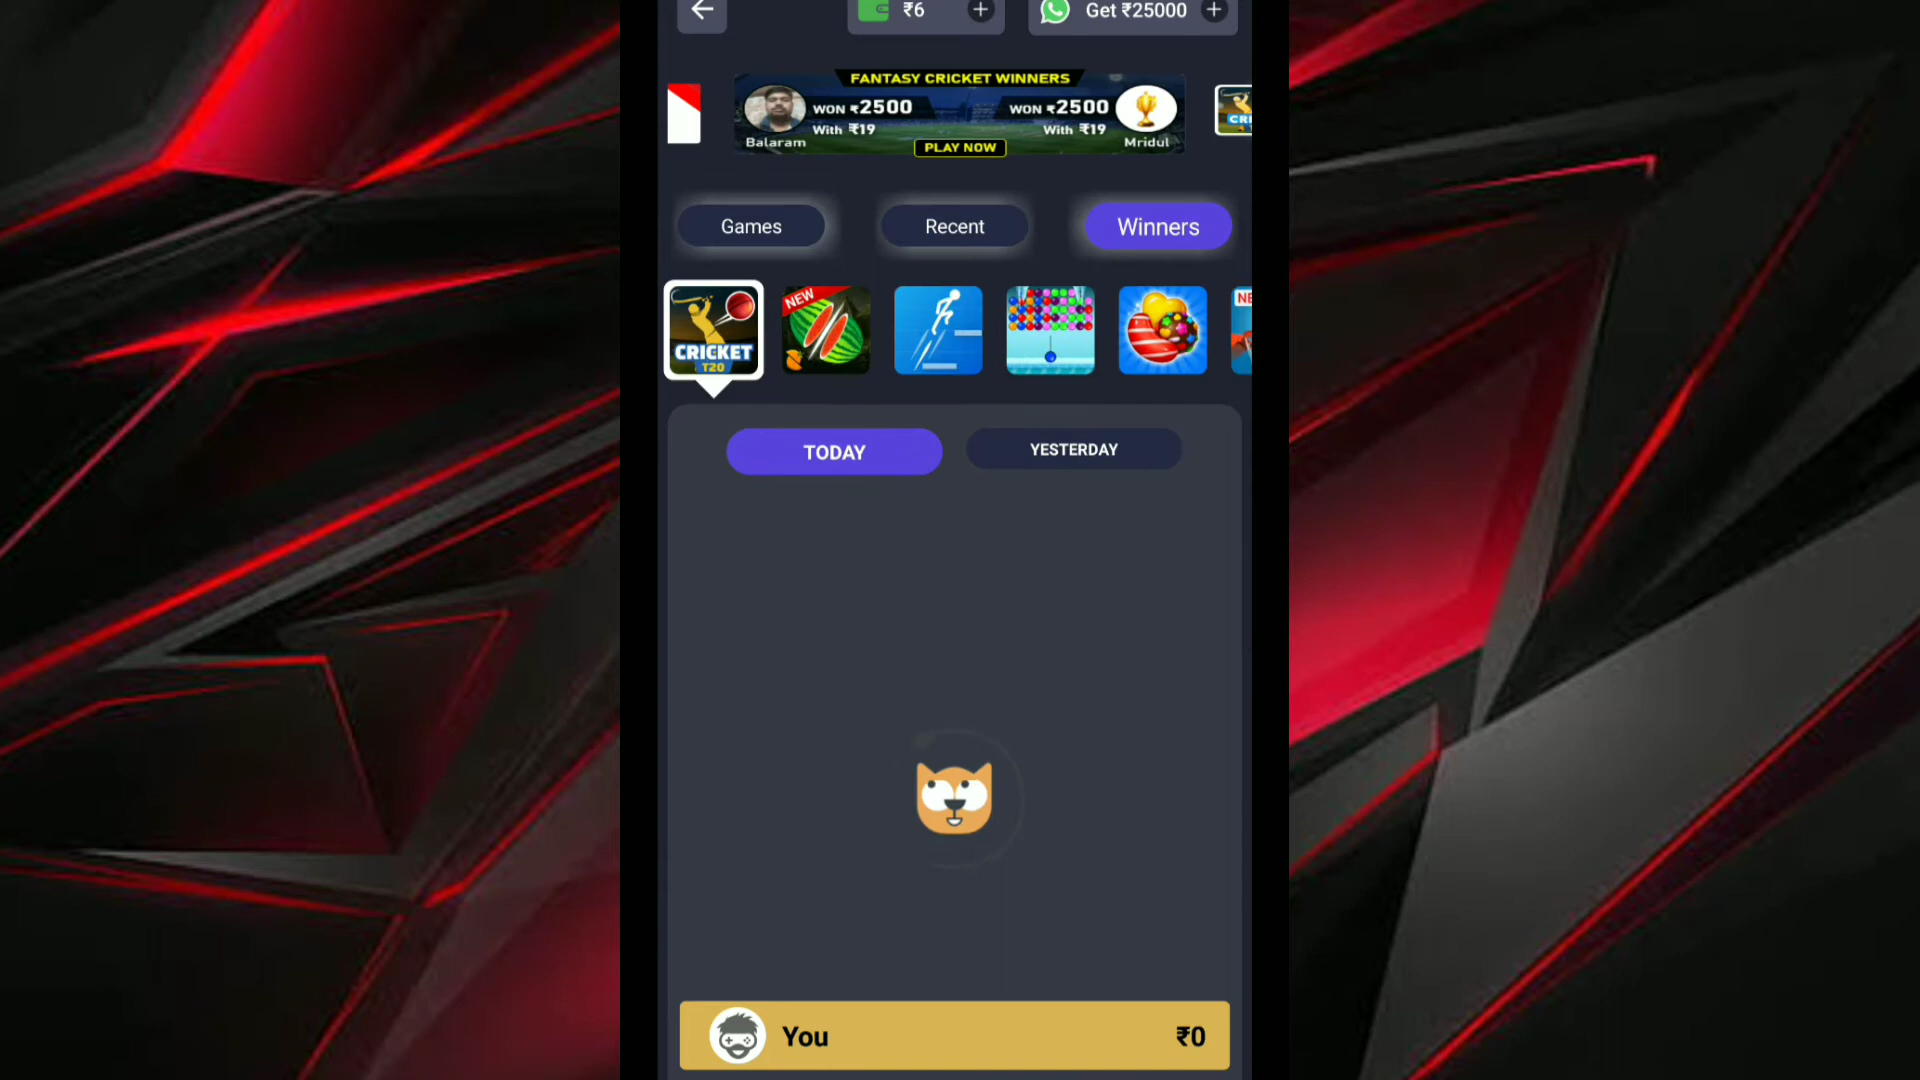 ₹6
Get ₹25000
FANTASY CRICKET WINNERS
WON ₹2500
With ₹19
Balaram
WON ₹2500
With ₹19
Mridul
PLAY NOW
Games
Recent
Winners
CRICKET
T20
NEW
TODAY
YESTERDAY
You
₹0